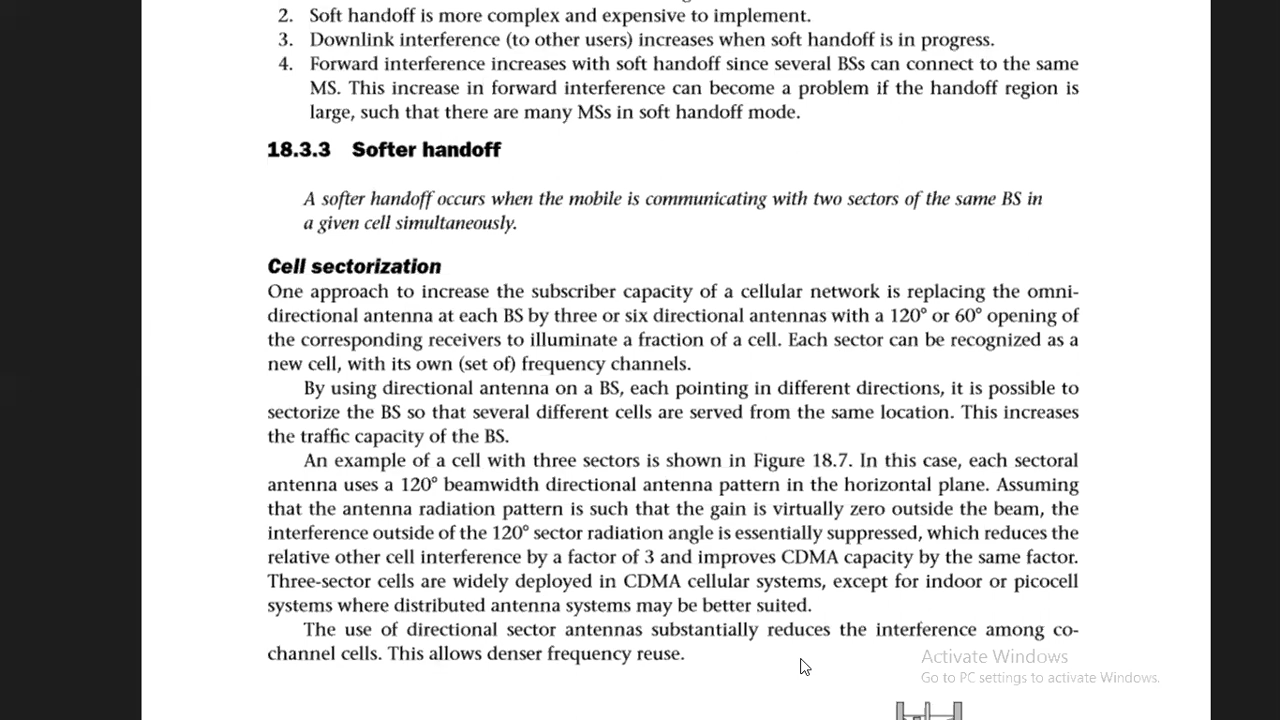 2. Soft handoff is more complex and expensive to implement.
3. Downlink interference (to other users) increases when soft handoff is in progress.
4. Forward interference increases with soft handoff since several BSs can connect to the same
MS. This increase in forward interference can become a problem if the handoff region is
large, such that there are many MSs in soft handoff mode.
18.3.3 Softer handoff
A softer handoff occurs when the mobile is communicating with two sectors of the same BS in
a given cell simultaneously.
Cell sectorization
One approach to increase the subscriber capacity of a cellular network is replacing the omni-
directional antenna at each BS by three or six directional antennas with a 120° or 60° opening of
the corresponding receivers to illuminate a fraction of a cell. Each sector can be recognized as a
new cell, with its own (set of) frequency channels.
By using directional antenna on a BS, each pointing in different directions, it is possible to
sectorize the BS so that several different cells are served from the same location. This increases
the traffic capacity of the BS.
An example of a cell with three sectors is shown in Figure 18.7. In this case, each sectoral
antenna uses a 120° beamwidth directional antenna pattern in the horizontal plane. Assuming
that the antenna radiation pattern is such that the gain is virtually zero outside the beam, the
interference outside of the 120° sector radiation angle is essentially suppressed, which reduces the
relative other cell interference by a factor of 3 and improves CDMA capacity by the same factor.
Three-sector cells are widely deployed in CDMA cellular systems, except for indoor or picocell
systems where distributed antenna systems may be better suited.
The use of directional sector antennas substantially reduces the interference among co-
channel cells. This allows denser frequency reuse.
Activate Windows
Go to PC settings to activate Windows.